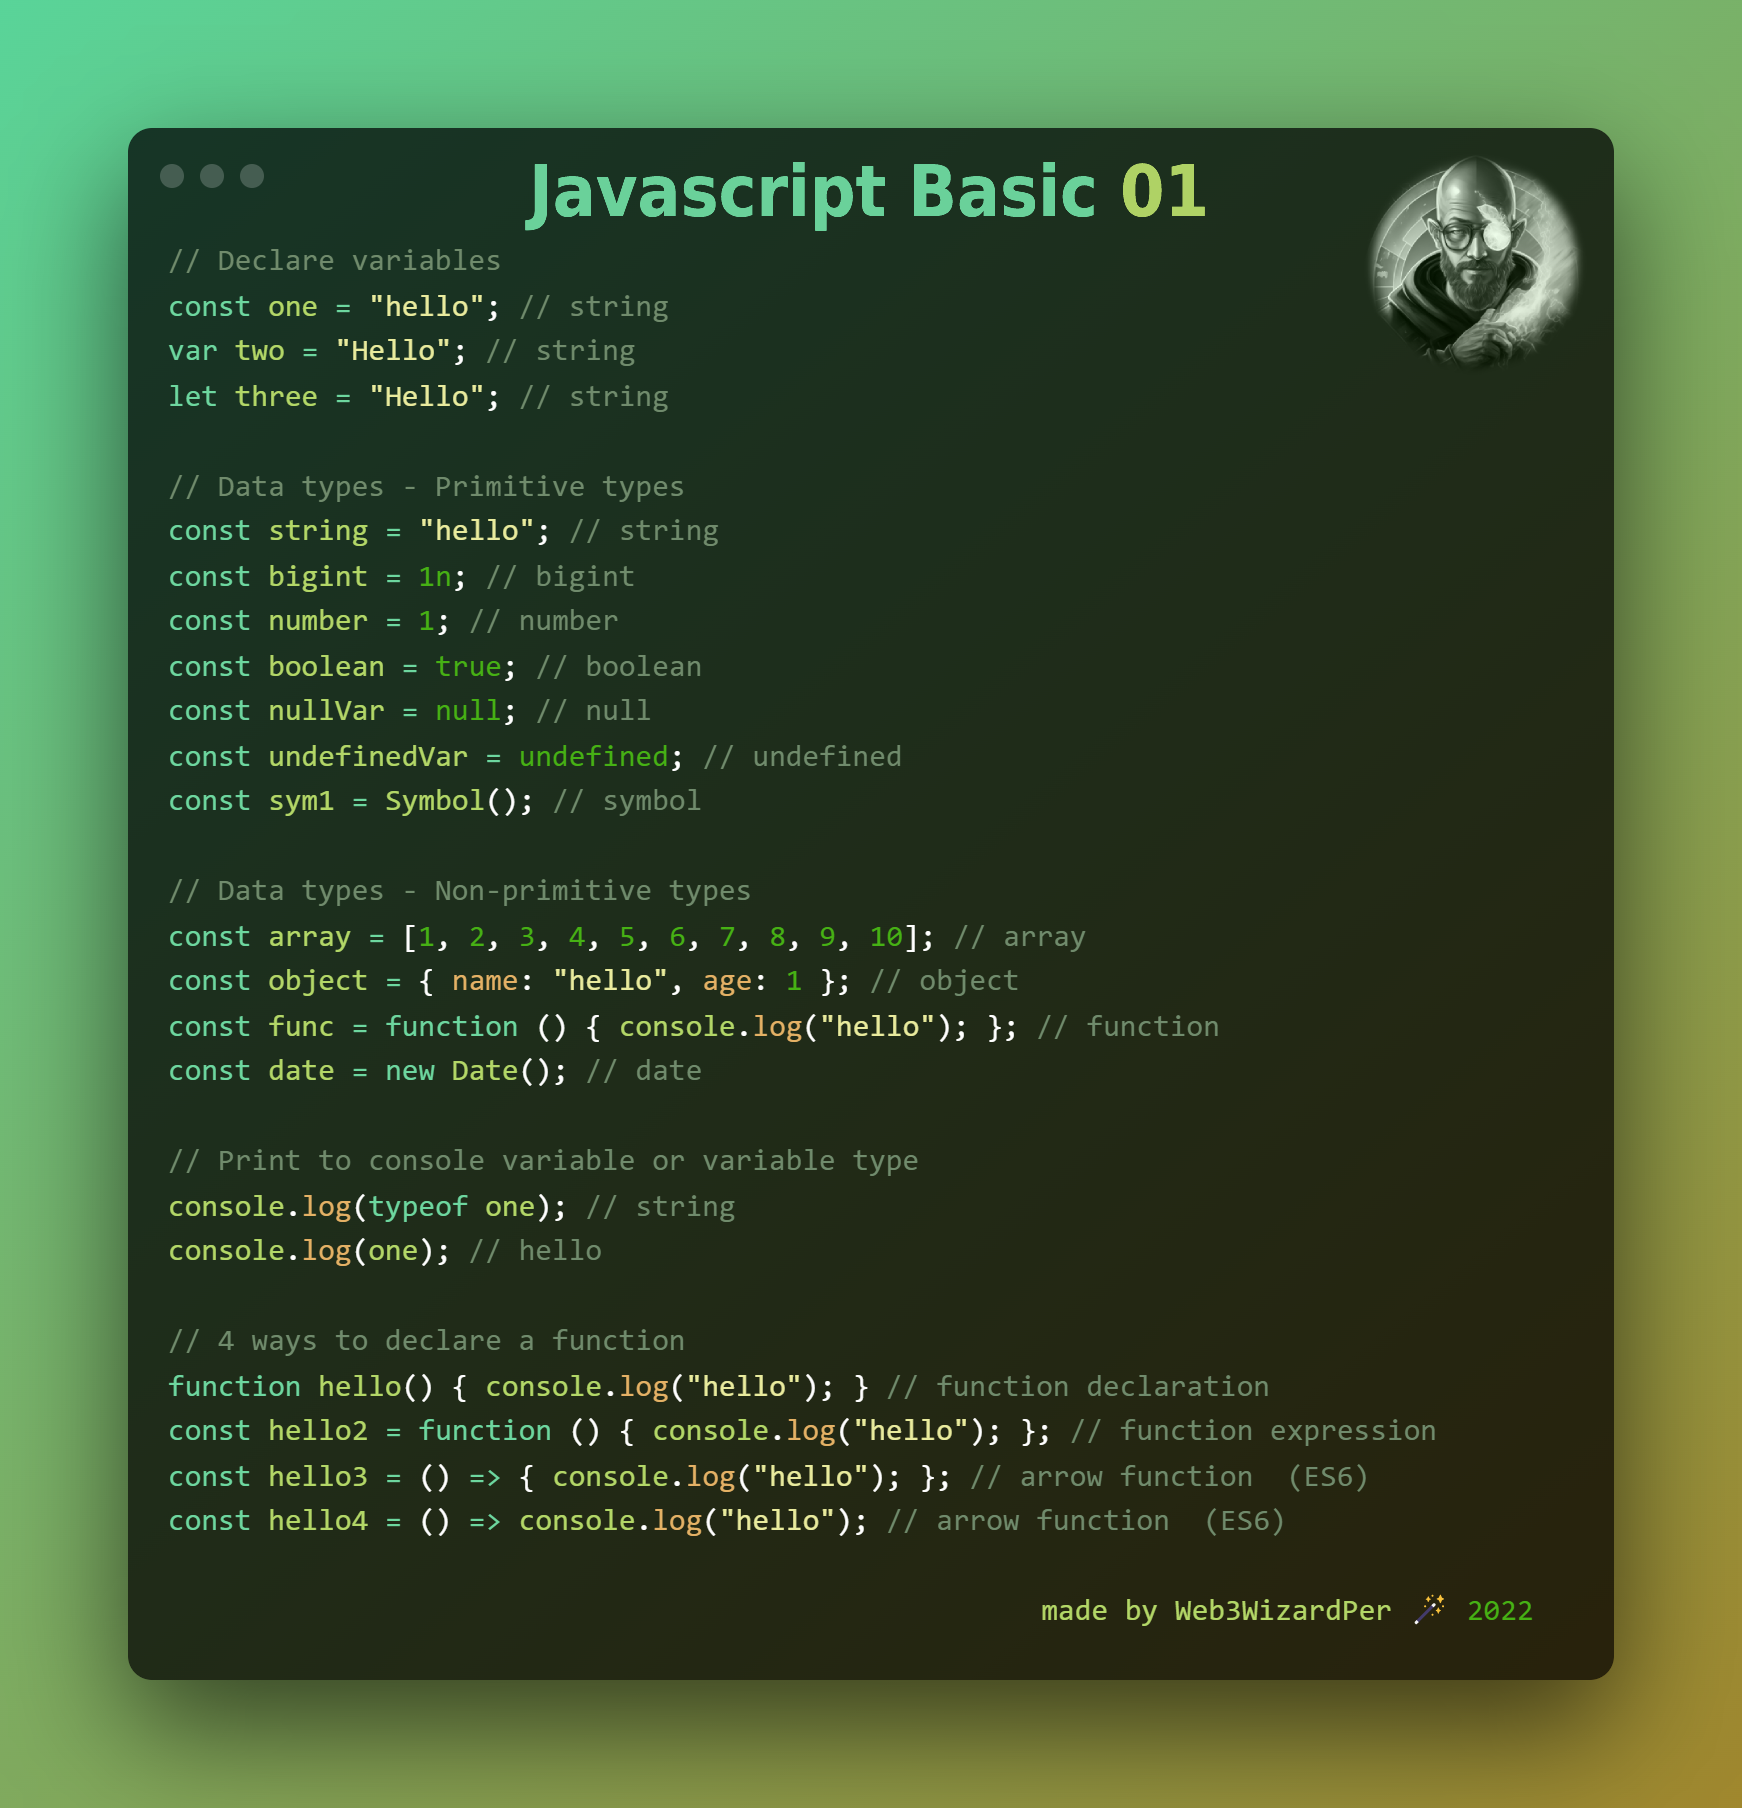 Javascript Basic 01
// Declare variables
const one = "hello"; // string
var two = "Hello"; // string
let three = "Hello"; // string
// Data types - Primitive types
const string = "hello"; // string
const bigint = 1n; // bigint
const number = 1; // number
const boolean = true; // boolean
const nullVar = null; // null
const undefinedVar = undefined; // undefined
const sym1 = Symbol(); // symbol
// Data types - Non-primitive types
const array = [1, 2, 3, 4, 5, 6, 7, 8, 9, 10]; // array
const object = { name: "hello", age: 1 }; // object
const func = function () { console.log("hello"); }; // function
const date = new Date(); // date
// Print to console variable or variable type
console.log(typeof one); // string
console.log(one); // hello
// 4 ways to declare a function
function hello() { console.log("hello"); } // function declaration
const hello2 = function () { console.log("hello"); }; // function expression
const hello3 = () => { console.log("hello"); }; // arrow function  (ES6)
const hello4 = () => console.log("hello"); // arrow function  (ES6)
made by Web3WizardPer 🪄 2022